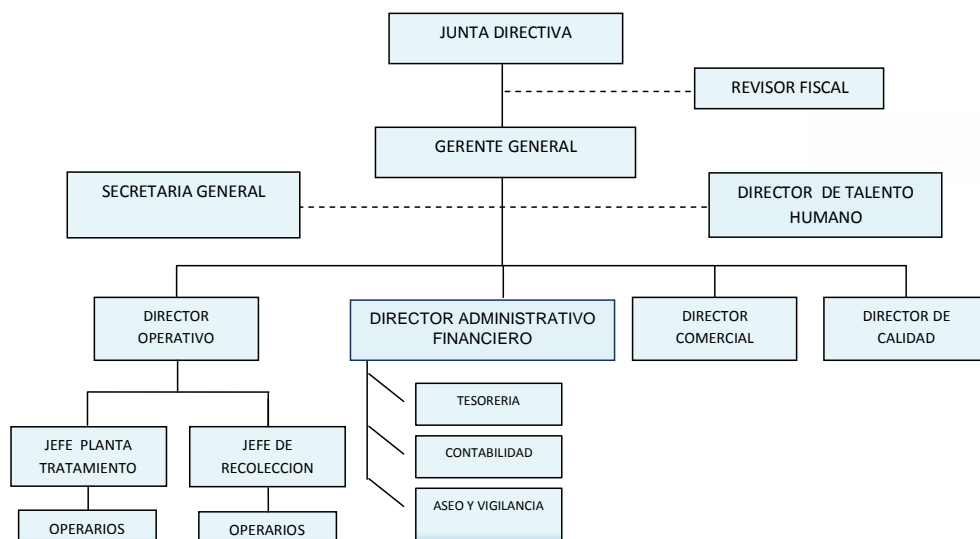 JUNTA DIRECTIVA
REVISOR FISCAL
GERENTE GENERAL
SECRETARIA GENERAL
DIRECTOR DE TALENTO
HUMANO
DIRECTOR
OPERATIVO
DIRECTOR ADMINISTRATIVO
FINANCIERO
DIRECTOR
COMERCIAL
DIRECTOR DE
CALIDAD
TESORERIA
JEFE PLANTA
TRATAMIENTO
JEFE DE
RECOLECCION
CONTABILIDAD
ASEO Y VIGILANCIA
OPERARIOS
OPERARIOS